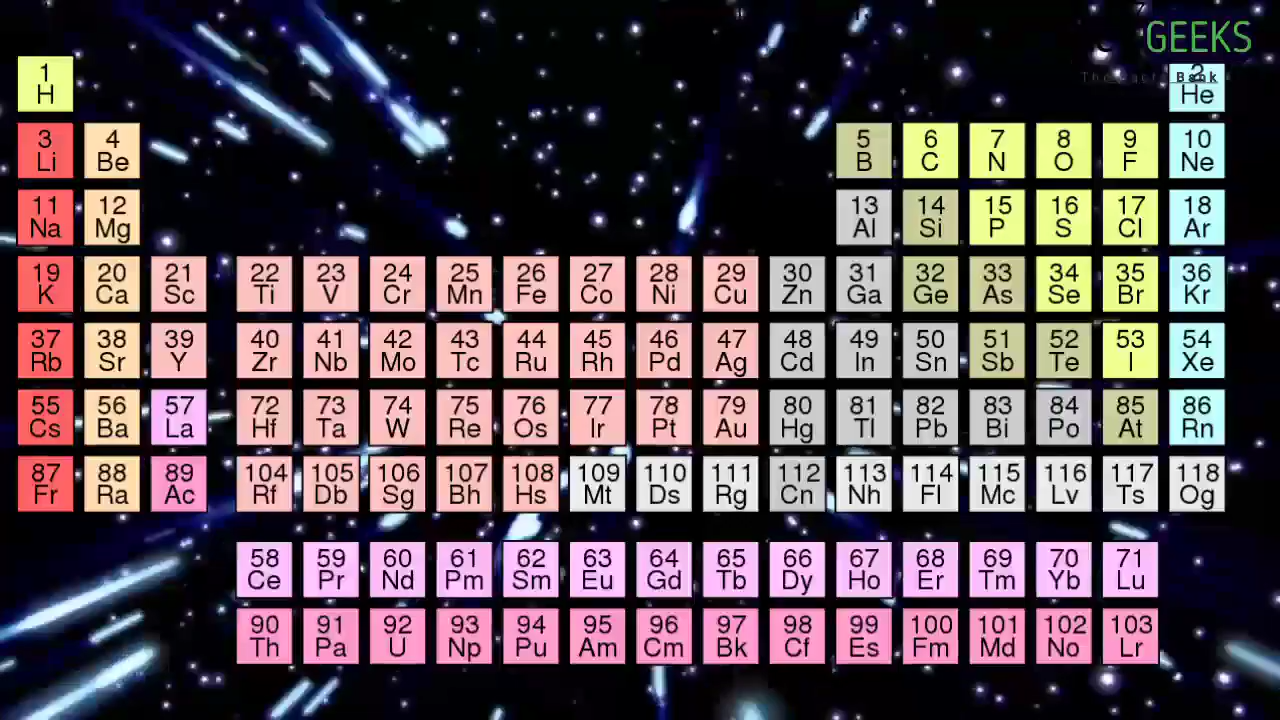 GEEKS
1 2
H He
Bank
3 4 5 6 7 8 9 10
Li Be B C N O F Ne
11 12 13 14 15 16 17 18
Na Mg Al Si P S Cl Ar
19 20 21 22 23 24 25 26 27 28 29 30 31 32 33 34 35 36
K Ca Sc Ti V Cr Mn Fe Co Ni Cu Zn Ga Ge As Se Br Kr
37 38 39 40 41 42 43 44 45 46 47 48 49 50 51 52 53 54
Rb Sr Y Zr Nb Mo Tc Ru Rh Pd Ag Cd In Sn Sb Te I Xe
55 56 57 72 73 74 75 76 77 78 79 80 81 82 83 84 85 86
Cs Ba La Hf Ta W Re Os Ir Pt Au Hg Tl Pb Bi Po At Rn
87 88 89 104 105 106 107 108 109 110 111 112 113 114 115 116 117 118
Fr Ra Ac Rf Db Sg Bh Hs Mt Ds Rg Cn Nh Fl Mc Lv Ts Og
58 59 60 61 62 63 64 65 66 67 68 69 70 71
Ce Pr Nd Pm Sm Eu Gd Tb Dy Ho Er Tm Yb Lu
90 91 92 93 94 95 96 97 98 99 100 101 102 103
Th Pa U Np Pu Am Cm Bk Cf Es Fm Md No Lr